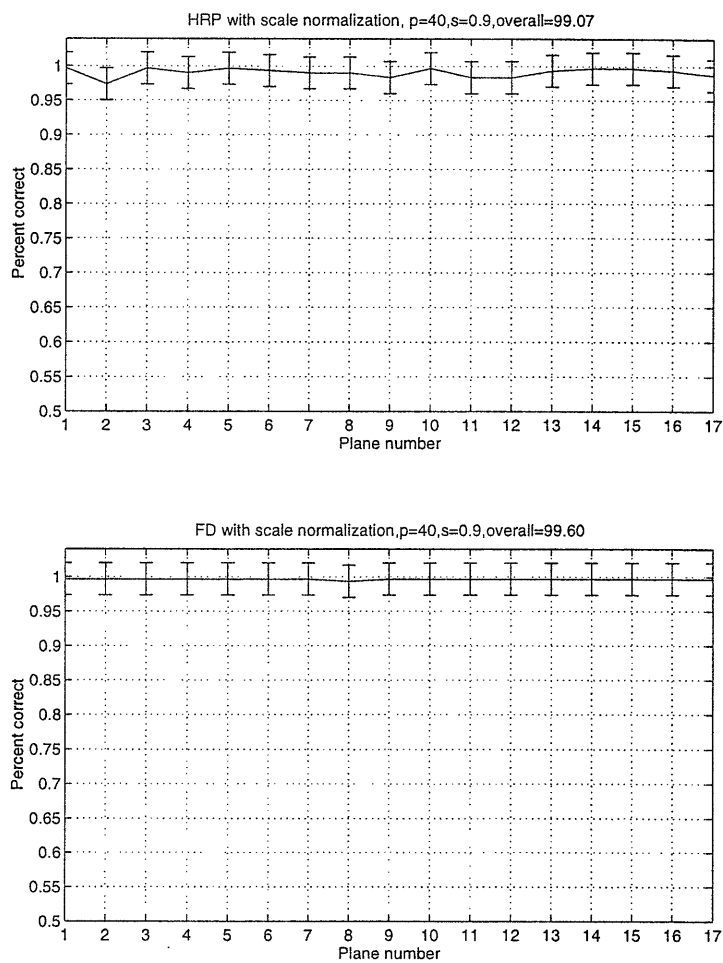 HRP with scale normalization, p=40,s=0.9,overall=99.07
1
0.95
0.9
0.85
0.8
0.75
0.7
0.65
0.6
0.55
0.5
Percent correct
1 2 3 4 5 6 7 8 9 10 11 12 13 14 15 16 17
Plane number
FD with scale normalization,p=40,s=0.9,overall=99.60
1
0.95
0.9
0.85
0.8
0.75
0.7
0.65
0.6
0.55
0.5
Percent correct
1 2 3 4 5 6 7 8 9 10 11 12 13 14 15 16 17
Plane number